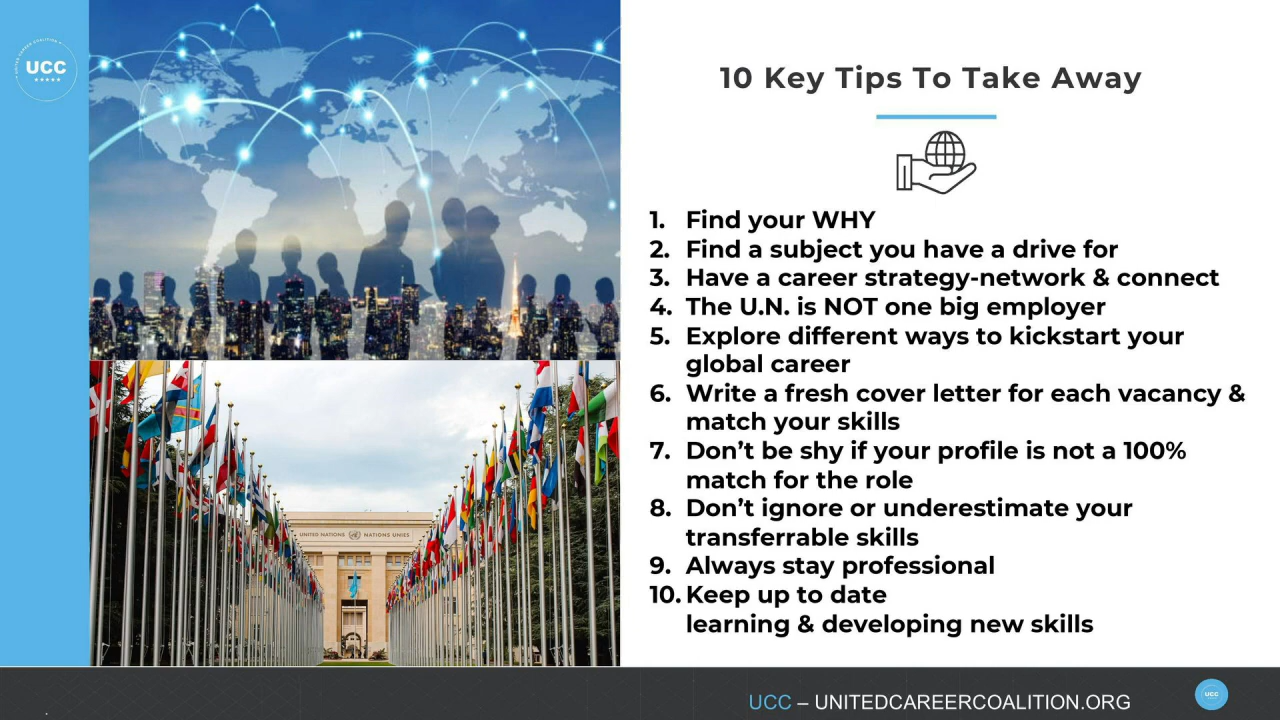 UNITED CAREER COALITION
UCC
10 Key Tips To Take Away
1. Find your WHY
2. Find a subject you have a drive for
3. Have a career strategy-network & connect
4. The U.N. is NOT one big employer
5. Explore different ways to kickstart your
global career
6. Write a fresh cover letter for each vacancy &
match your skills
7. Don’t be shy if your profile is not a 100%
match for the role
8. Don’t ignore or underestimate your
transferrable skills
9. Always stay professional
10. Keep up to date
learning & developing new skills
UNITED NATIONS NATIONS UNIES
UCC – UNITEDCAREERCOALITION.ORG
UCC